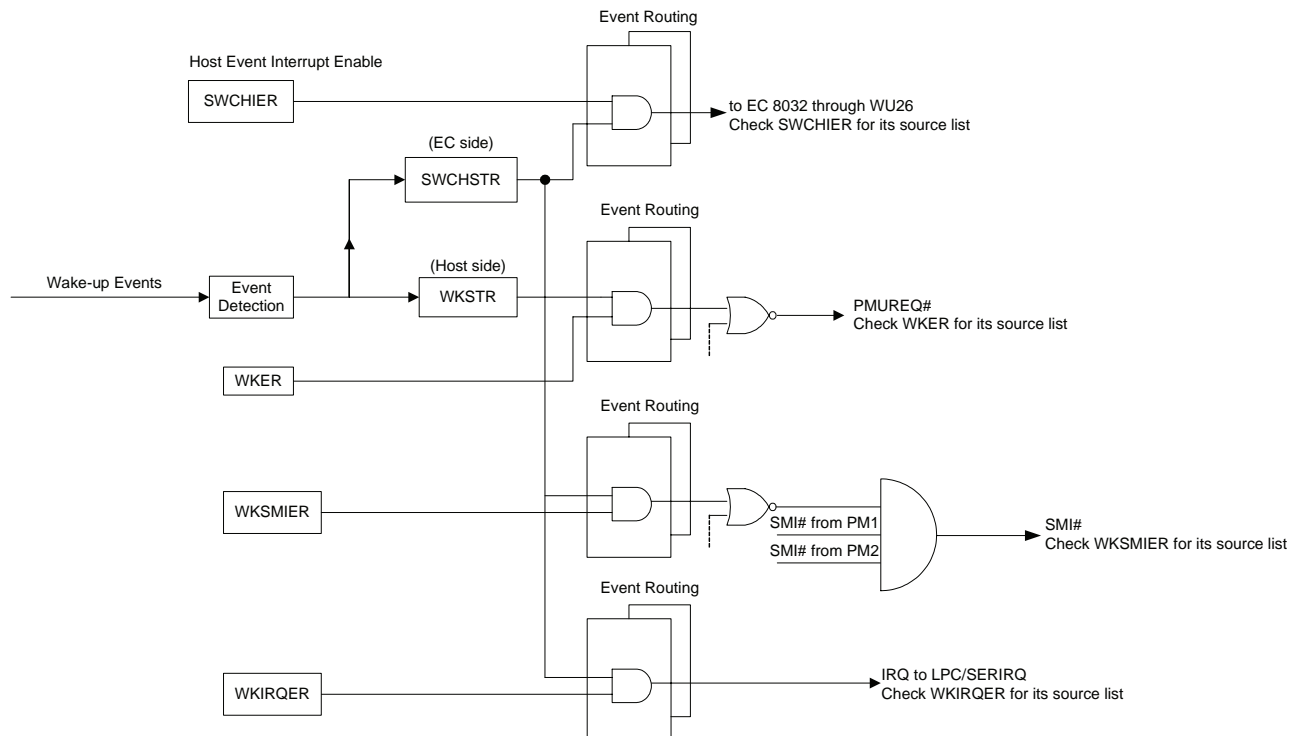 Event Routing
Host Event Interrupt Enable
SWCHIER
to EC 8032 through WU26
Check SWCHIER for its source list
(EC side)
SWCHSTR
Event Routing
Wake-up Events
Event
Detection
(Host side)
WKSTR
PMUREQ#
Check WKER for its source list
WKER
Event Routing
WKSMIER
SMI# from PM1
SMI# from PM2
SMI#
Check WKSMIER for its source list
Event Routing
WKIRQER
IRQ to LPC/SERIRQ
Check WKIRQER for its source list